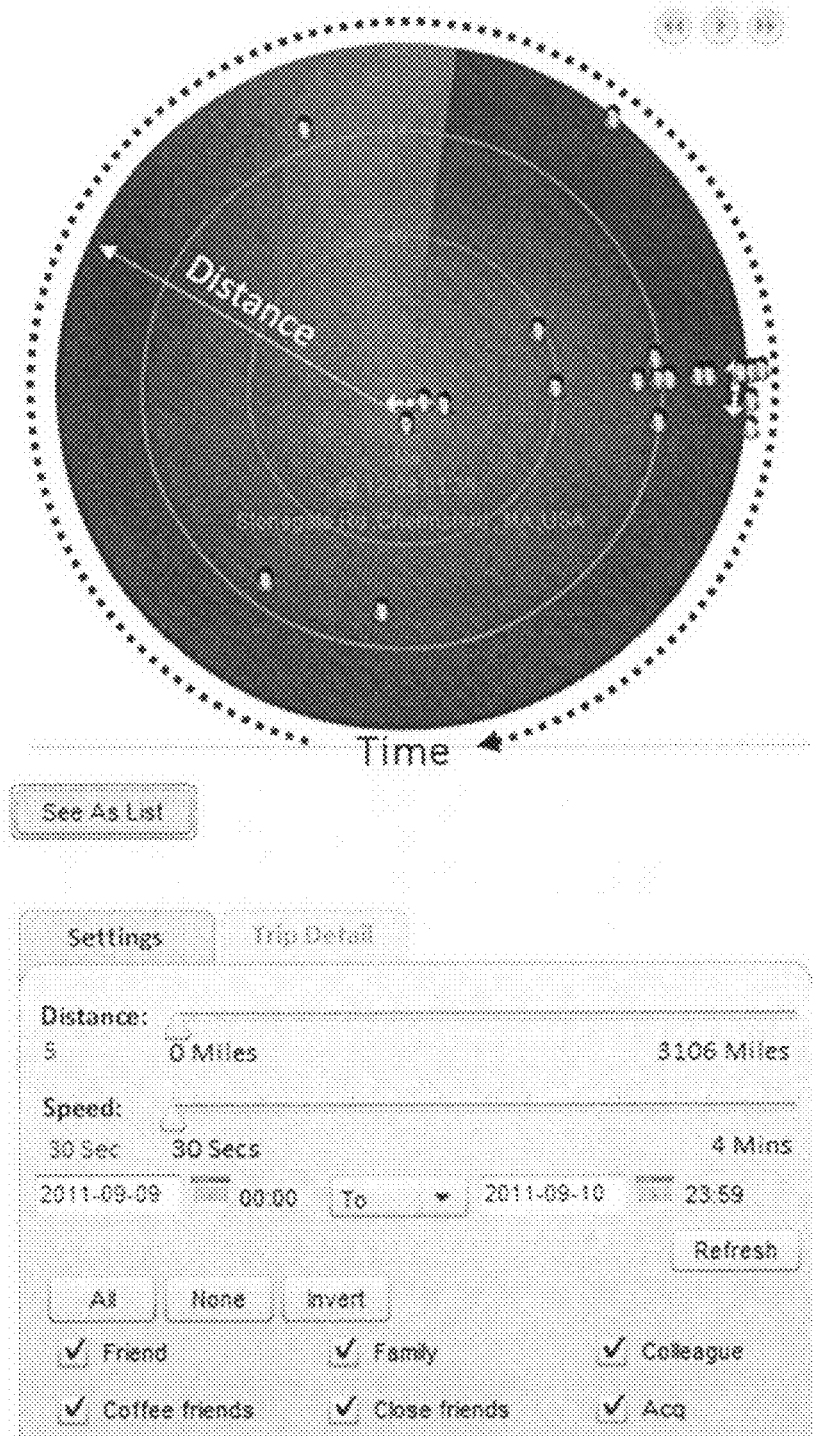 Distance
Time
See As List
Settings
Trip Detail
Distance:
5
0 Miles
3106 Miles
Speed:
30 Sec
30 Secs
4 Mins
2011-09-09
00:00
To
2011-09-10
23:59
Refresh
All
None
Invert
Friend
Family
Colleague
Coffee friends
Close friends
Acq